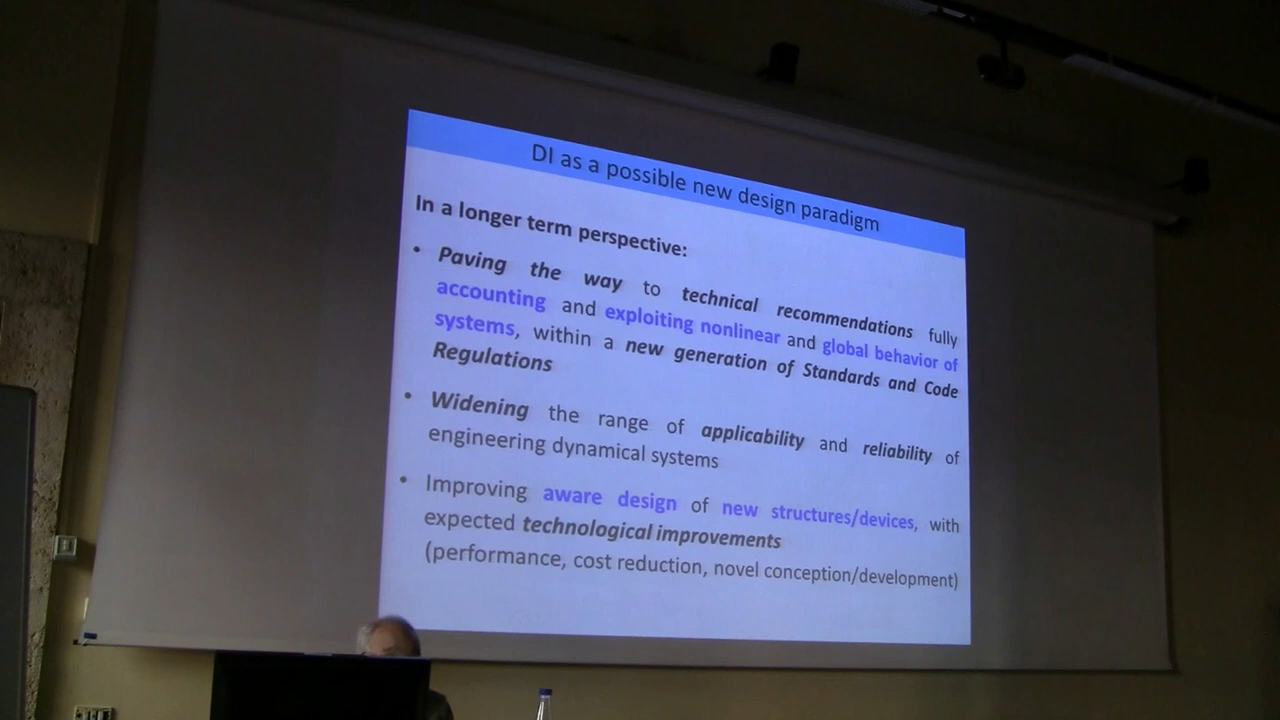 DI as a possible new design paradigm
In a longer term perspective:
• Paving the way to technical recommendations fully
accounting and exploiting nonlinear and global behavior of
systems, within a new generation of Standards and Code
Regulations
• Widening the range of applicability and reliability of
engineering dynamical systems
• Improving aware design of new structures/devices, with
expected technological improvements
(performance, cost reduction, novel conception/development)